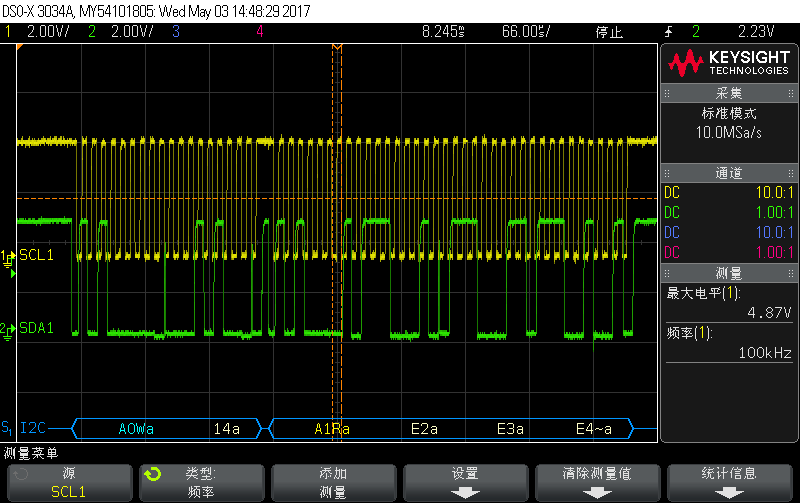 DSO-X 3034A, MY54101805: Wed May 03 14:48:29 2017
1 2.00V/ 2 2.00V/ 3 4 8.245ms 66.00us/ 停止 2 2.23V
KEYSIGHT
TECHNOLOGIES
采集
标准模式
10.0MSa/s
通道
DC 10.0:1
DC 1.00:1
DC 10.0:1
DC 1.00:1
测量
最大电平(1):
4.87V
频率(1):
100kHz
1 SCL1
2 SDA1
S1 I2C A0Wa 14a A1Ra E2a E3a E4~a
测量菜单
源
SCL1
类型:
频率
添加
测量
设置
清除测量值
统计信息